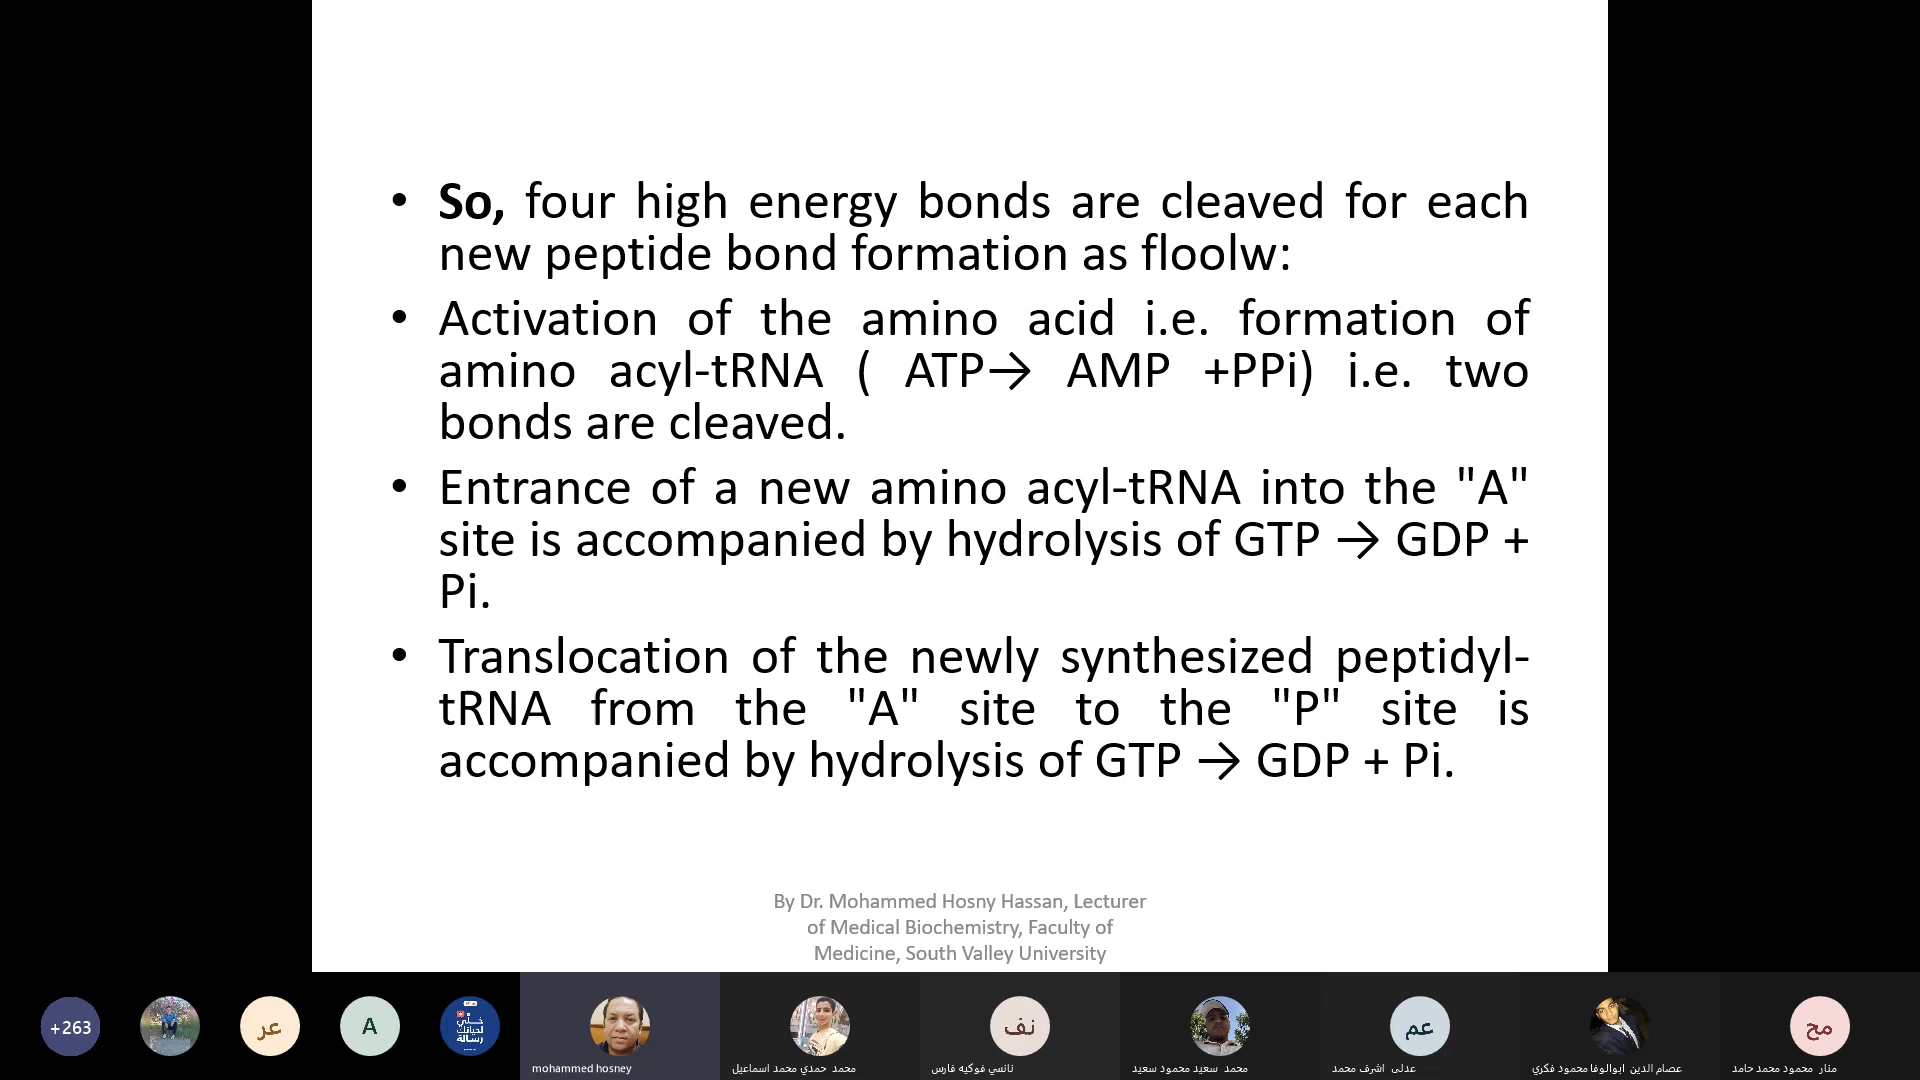 • So, four high energy bonds are cleaved for each
new peptide bond formation as floolw:
• Activation of the amino acid i.e. formation of
amino acyl-tRNA ( ATP→ AMP +PPi) i.e. two
bonds are cleaved.
• Entrance of a new amino acyl-tRNA into the "A"
site is accompanied by hydrolysis of GTP → GDP +
Pi.
• Translocation of the newly synthesized peptidyl-
tRNA from the "A" site to the "P" site is
accompanied by hydrolysis of GTP → GDP + Pi.
By Dr. Mohammed Hosny Hassan, Lecturer
of Medical Biochemistry, Faculty of
Medicine, South Valley University
+263
عر
A
خلي
لحياتك
رسالة
mohammed hosney
محمد حمدي محمد اسماعيل
نف
نانسي فوكيه فارس
محمد سعيد محمود سعيد
عم
عدلى اشرف محمد
عصام الدين ابوالوفا محمود فكري
مح
منار محمود محمد حامد